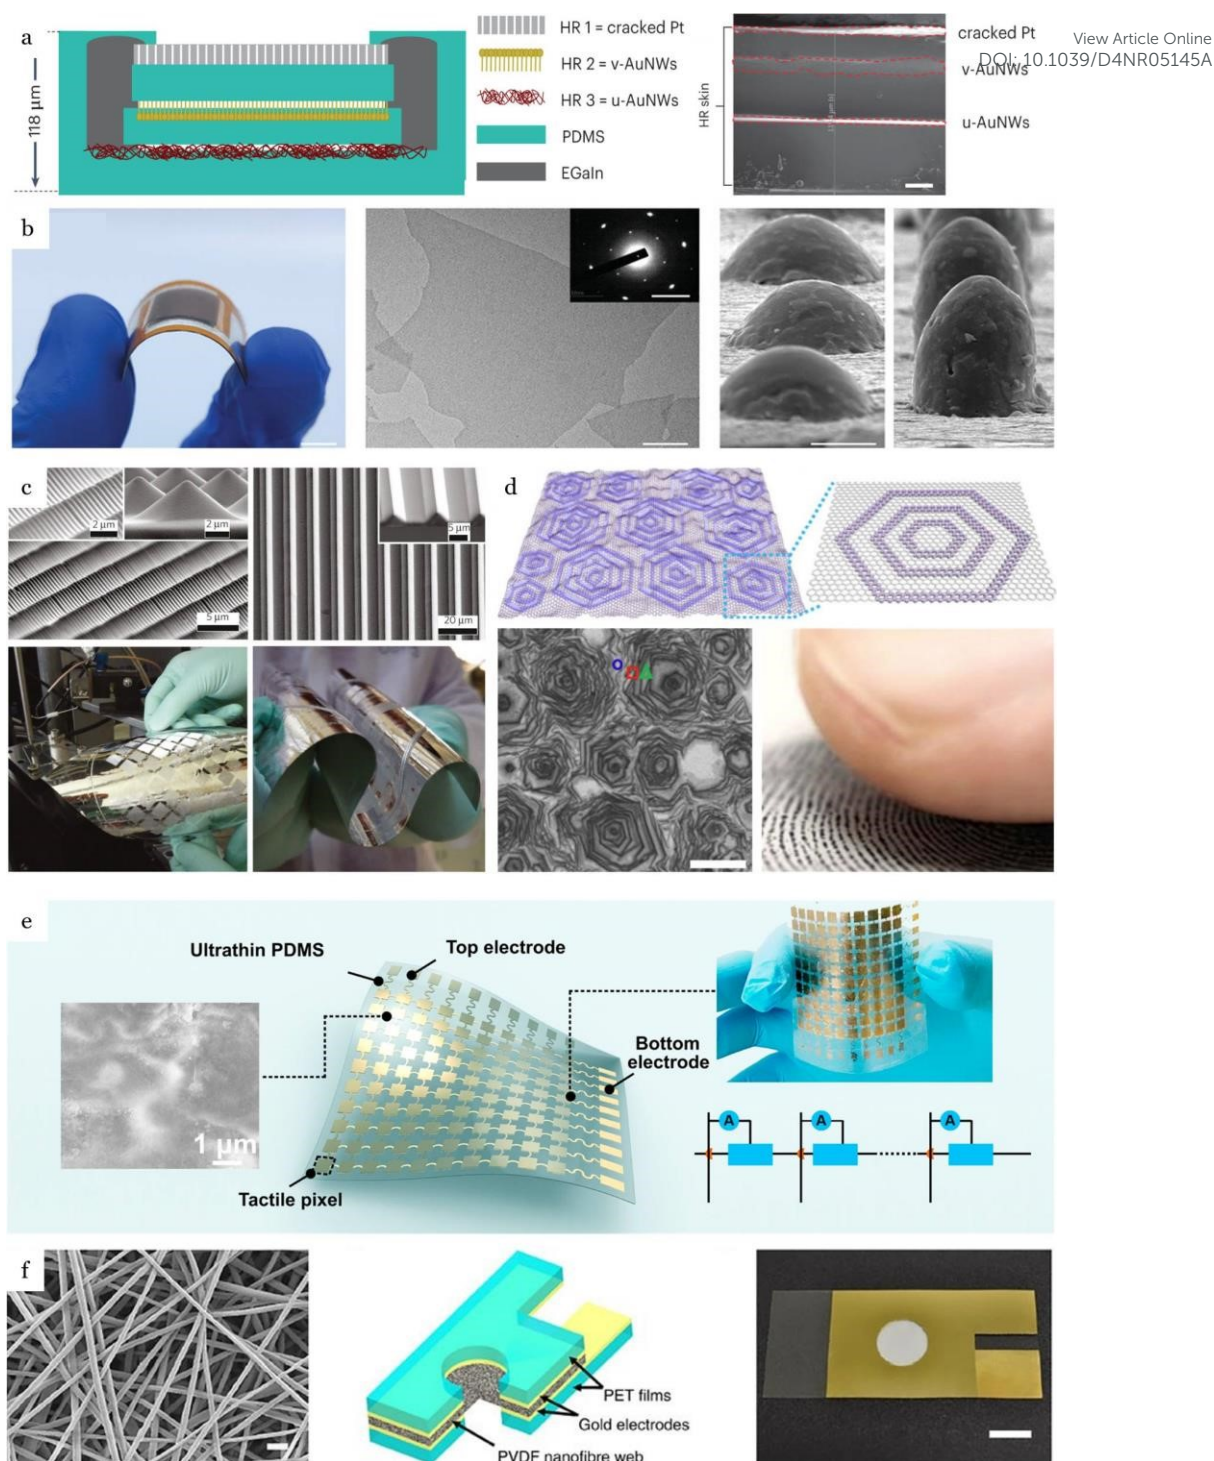 View Article Online
DOI: 10.1039/D4NR05145A
a
118 μm
HR 1 = cracked Pt
HR 2 = v-AuNWs
HR 3 = u-AuNWs
PDMS
EGaIn
HR skin
cracked Pt
v-AuNWs
u-AuNWs
b
c
2 μm
2 μm
5 μm
5 μm
20 μm
d
e
Ultrathin PDMS
Top electrode
Bottom
electrode
1 μm
Tactile pixel
A
A
A
f
PET films
Gold electrodes
PVDF nanofibre web